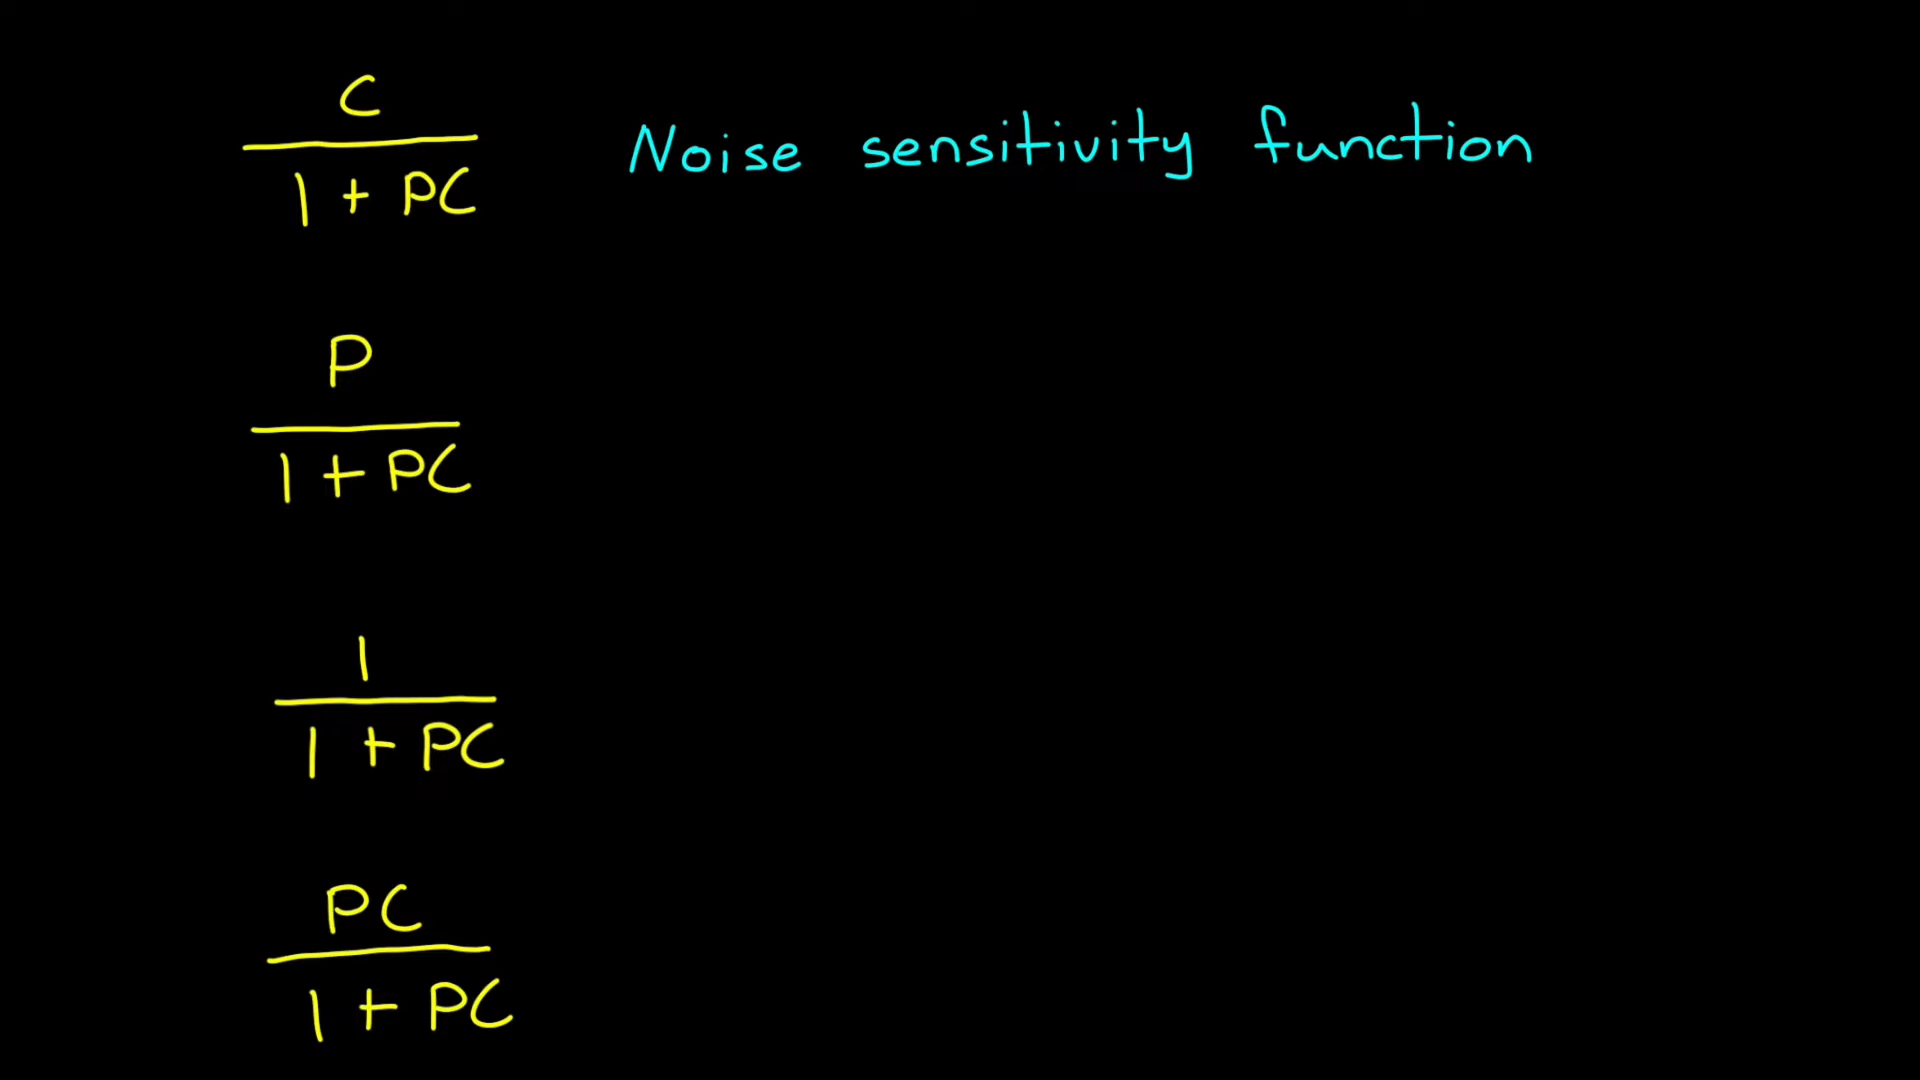 C
1 + PC
Noise sensitivity function
P
1 + PC
1
1 + PC
PC
1 + PC